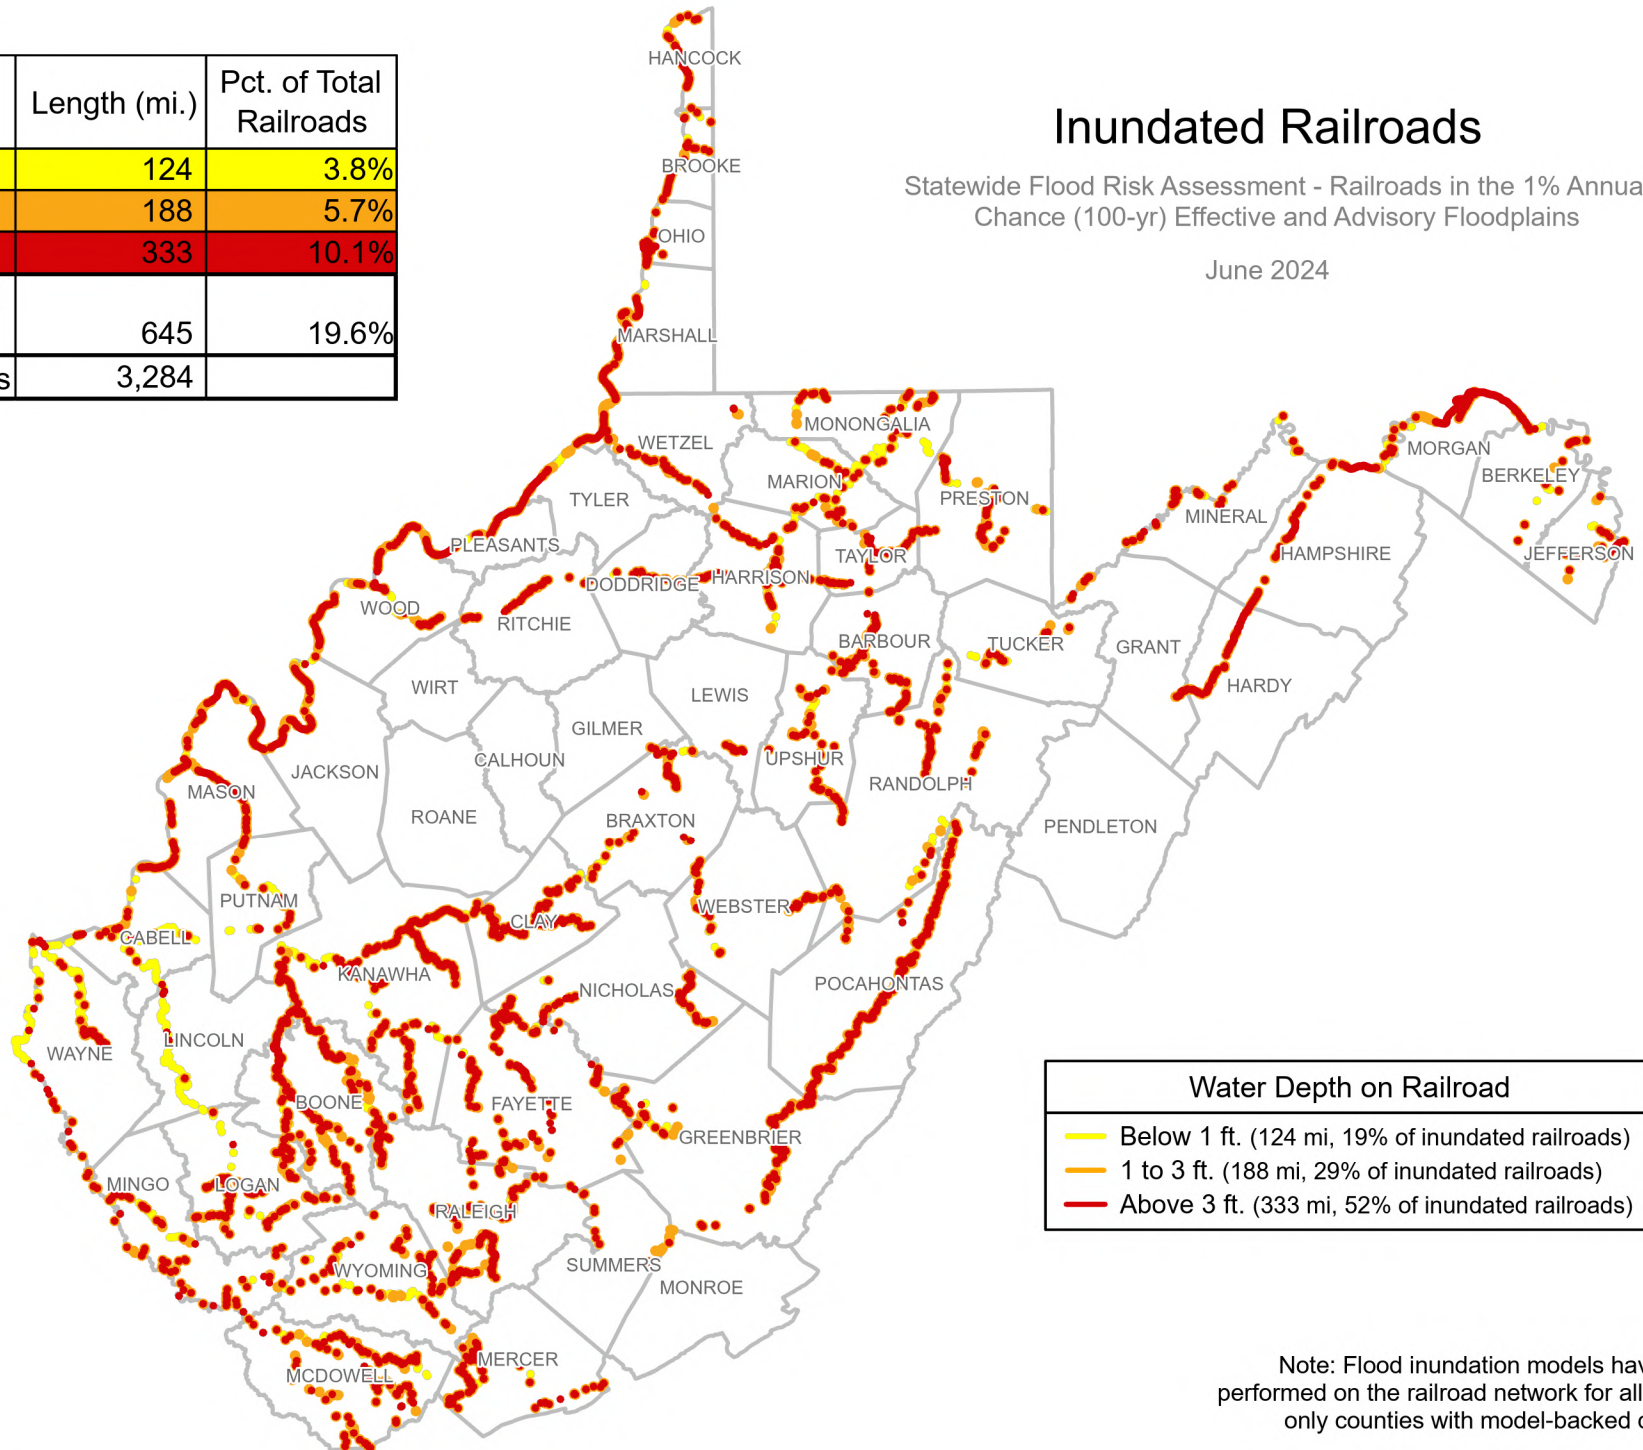 Length (mi.)
Pct. of Total
Railroads
124
3.8%
188
5.7%
333
10.1%
645
19.6%
s
3,284
Inundated Railroads
Statewide Flood Risk Assessment - Railroads in the 1% Annua
Chance (100-yr) Effective and Advisory Floodplains
June 2024
HANCOCK
BROOKE
OHIO
MARSHALL
WETZEL
MONONGALIA
MARION
PRESTON
TYLER
PLEASANTS
TAYLOR
DODDRIDGE
HARRISON
WOOD
RITCHIE
BARBOUR
TUCKER
GRANT
MINERAL
HAMPSHIRE
MORGAN
BERKELEY
JEFFERSON
HARDY
WIRT
LEWIS
GILMER
CALHOUN
UPSHUR
JACKSON
MASON
RANDOLPH
ROANE
BRAXTON
PENDLETON
PUTNAM
WEBSTER
CLAY
CABELL
KANAWHA
NICHOLAS
POCAHONTAS
WAYNE
LINCOLN
BOONE
FAYETTE
GREENBRIER
MINGO
LOGAN
RALEIGH
SUMMERS
WYOMING
MONROE
MCDOWELL
MERCER
Water Depth on Railroad
Below 1 ft. (124 mi, 19% of inundated railroads)
1 to 3 ft. (188 mi, 29% of inundated railroads)
Above 3 ft. (333 mi, 52% of inundated railroads)
Note: Flood inundation models hav
performed on the railroad network for all
only counties with model-backed